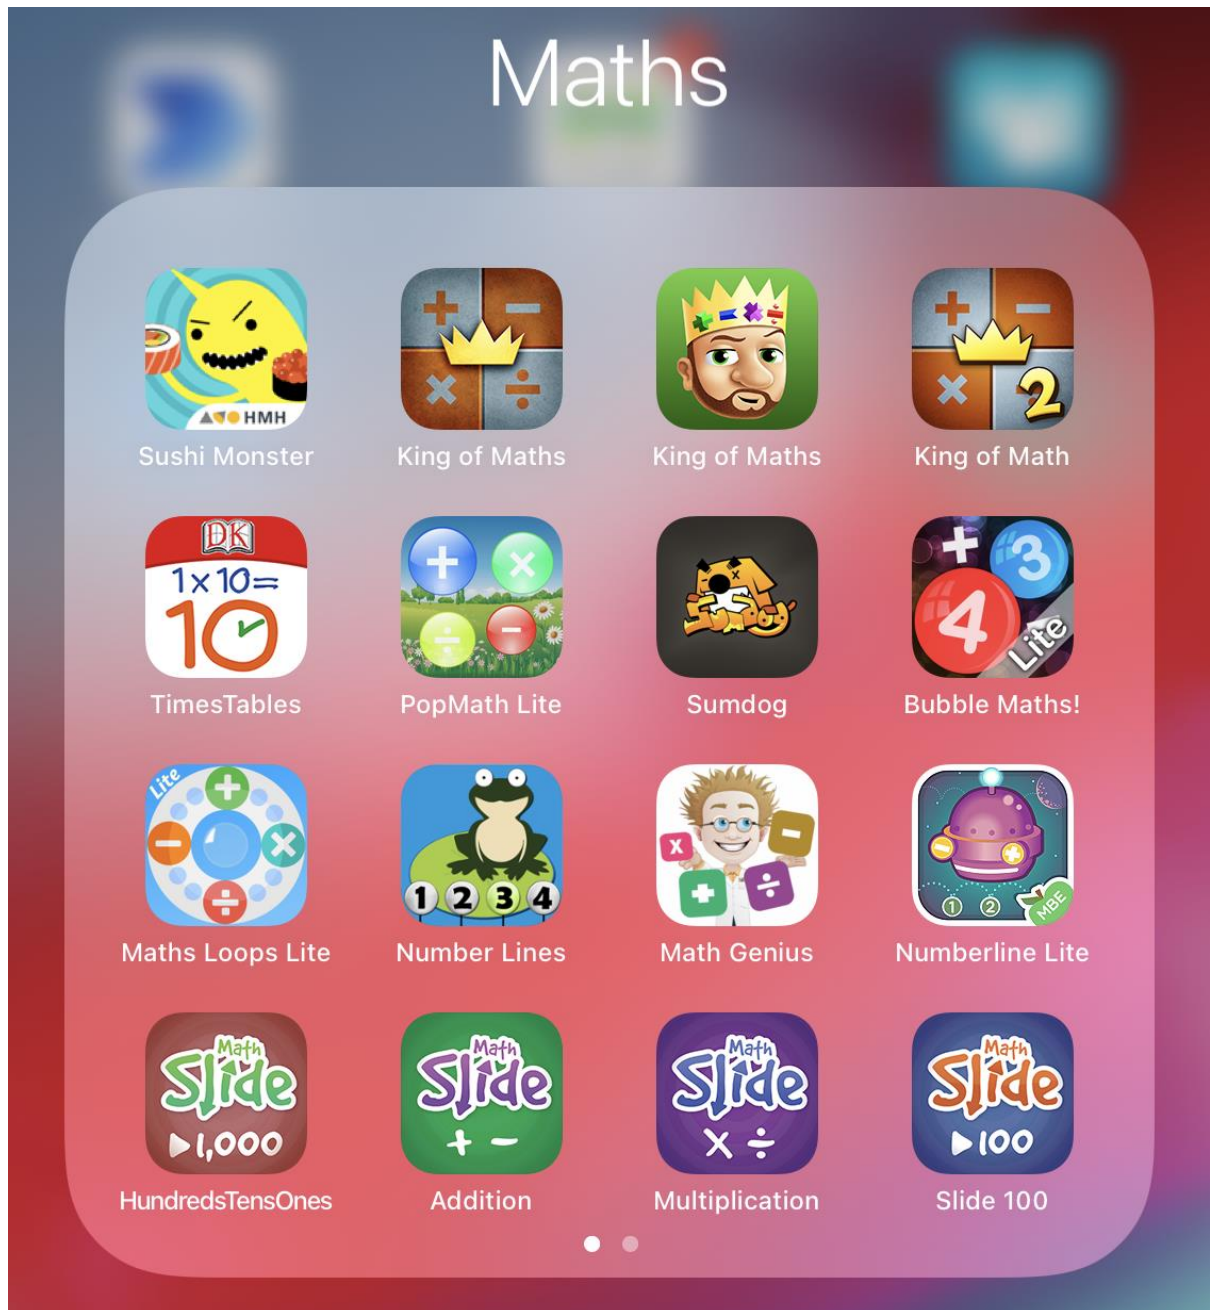 Maths
HMH
2
Sushi Monster
King of Maths
King of Maths
King of Math
DK
1x10=
10
Sumdog
+ 3
4
Lite
TimesTables
PopMath Lite
Sumdog
Bubble Maths!
Lite
1 2 3 4
1 2
MBE
Maths Loops Lite
Number Lines
Math Genius
Numberline Lite
Math
Slide
1,000
Math
Slide
+ -
Math
Slide
x ÷
Math
Slide
100
HundredsTensOnes
Addition
Multiplication
Slide 100